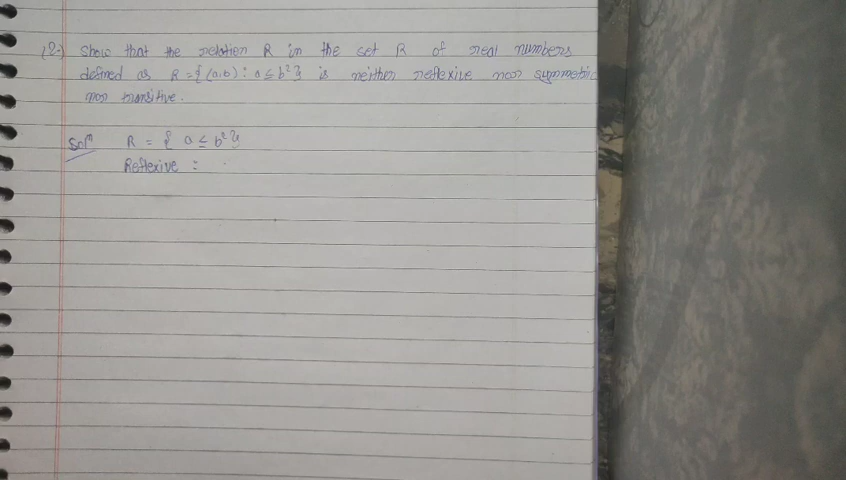 (2.) Show that the relation R in the set R of real numbers
defined as R = { (a,b) : a ≤ b² } is neither reflexive nor symmetric
nor transitive.
Solⁿ R = { a ≤ b² }
Reflexive :